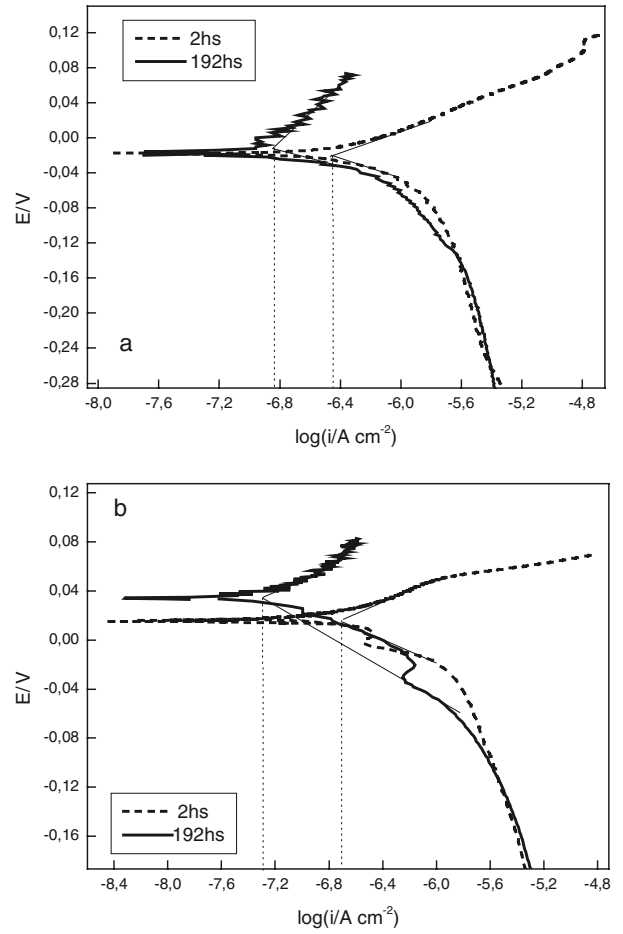 0,12
0,08
0,04
0,00
-0,04
-0,08
-0,12
-0,16
-0,20
-0,24
-0,28
E/V
2hs
192hs
a
-8,0 -7,6 -7,2 -6,8 -6,4 -6,0 -5,6 -5,2 -4,8
log(i/A cm-2)
0,12
0,08
0,04
0,00
-0,04
-0,08
-0,12
-0,16
E/V
b
2hs
192hs
-8,4 -8,0 -7,6 -7,2 -6,8 -6,4 -6,0 -5,6 -5,2 -4,8
log(i/A cm-2)